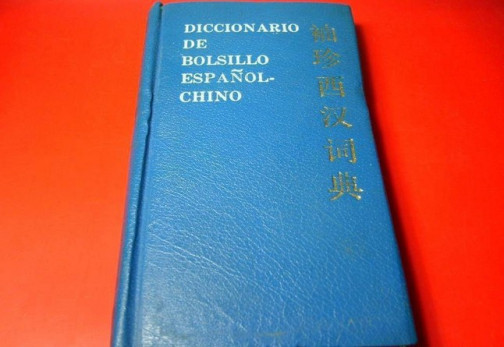 DICCIONARIO
DE
BOLSILLO
ESPAÑOL-
CHINO
袖珍西汉词典